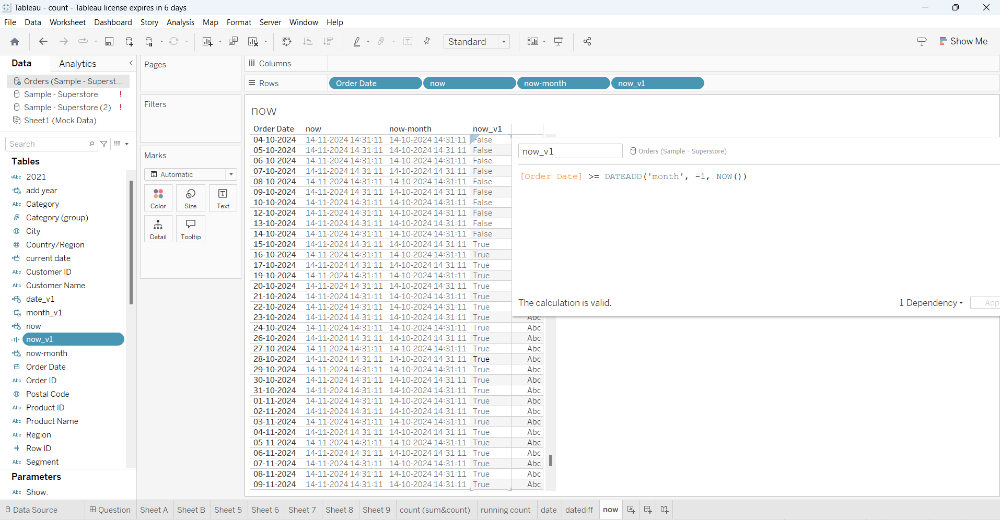 Tableau - count - Tableau license expires in 6 days
File Data Worksheet Dashboard Story Analysis Map Format Server Window Help
Standard
Show Me
Data Analytics
Orders (Sample - Superst...
Sample - Superstore !
Sample - Superstore (2) !
Sheet1 (Mock Data)
Search
Tables
Abc 2021
add year
Abc Category
Category (group)
City
Country/Region
current date
Abc Customer ID
Abc Customer Name
date_v1
month_v1
now
T|F now_v1
now-month
Order Date
Abc Order ID
Postal Code
Abc Product ID
Abc Product Name
Abc Region
# Row ID
Abc Segment
Parameters
Abc Show:
Pages
Filters
Marks
Automatic
Color Size Text
Detail Tooltip
Columns
Rows Order Date now now-month now_v1
now
Order Date now now-month now_v1
04-10-2024 14-11-2024 14:31:11 14-10-2024 14:31:11 False
05-10-2024 14-11-2024 14:31:11 14-10-2024 14:31:11 False
06-10-2024 14-11-2024 14:31:11 14-10-2024 14:31:11 False
07-10-2024 14-11-2024 14:31:11 14-10-2024 14:31:11 False
08-10-2024 14-11-2024 14:31:11 14-10-2024 14:31:11 False
09-10-2024 14-11-2024 14:31:11 14-10-2024 14:31:11 False
10-10-2024 14-11-2024 14:31:11 14-10-2024 14:31:11 False
12-10-2024 14-11-2024 14:31:11 14-10-2024 14:31:11 False
13-10-2024 14-11-2024 14:31:11 14-10-2024 14:31:11 False
14-10-2024 14-11-2024 14:31:11 14-10-2024 14:31:11 False
15-10-2024 14-11-2024 14:31:11 14-10-2024 14:31:11 True
16-10-2024 14-11-2024 14:31:11 14-10-2024 14:31:11 True
17-10-2024 14-11-2024 14:31:11 14-10-2024 14:31:11 True
19-10-2024 14-11-2024 14:31:11 14-10-2024 14:31:11 True
20-10-2024 14-11-2024 14:31:11 14-10-2024 14:31:11 True
21-10-2024 14-11-2024 14:31:11 14-10-2024 14:31:11 True
22-10-2024 14-11-2024 14:31:11 14-10-2024 14:31:11 True
23-10-2024 14-11-2024 14:31:11 14-10-2024 14:31:11 True Abc
24-10-2024 14-11-2024 14:31:11 14-10-2024 14:31:11 True Abc
26-10-2024 14-11-2024 14:31:11 14-10-2024 14:31:11 True Abc
27-10-2024 14-11-2024 14:31:11 14-10-2024 14:31:11 True Abc
28-10-2024 14-11-2024 14:31:11 14-10-2024 14:31:11 True Abc
29-10-2024 14-11-2024 14:31:11 14-10-2024 14:31:11 True Abc
30-10-2024 14-11-2024 14:31:11 14-10-2024 14:31:11 True Abc
31-10-2024 14-11-2024 14:31:11 14-10-2024 14:31:11 True Abc
01-11-2024 14-11-2024 14:31:11 14-10-2024 14:31:11 True Abc
02-11-2024 14-11-2024 14:31:11 14-10-2024 14:31:11 True Abc
03-11-2024 14-11-2024 14:31:11 14-10-2024 14:31:11 True Abc
04-11-2024 14-11-2024 14:31:11 14-10-2024 14:31:11 True Abc
05-11-2024 14-11-2024 14:31:11 14-10-2024 14:31:11 True Abc
06-11-2024 14-11-2024 14:31:11 14-10-2024 14:31:11 True Abc
07-11-2024 14-11-2024 14:31:11 14-10-2024 14:31:11 True Abc
08-11-2024 14-11-2024 14:31:11 14-10-2024 14:31:11 True Abc
09-11-2024 14-11-2024 14:31:11 14-10-2024 14:31:11 True Abc
now_v1 Orders (Sample - Superstore)
[Order Date] >= DATEADD('month', -1, NOW())
The calculation is valid. 1 Dependency App
Data Source Question Sheet A Sheet B Sheet 5 Sheet 6 Sheet 7 Sheet 8 Sheet 9 count (sum&count) running count date datediff now